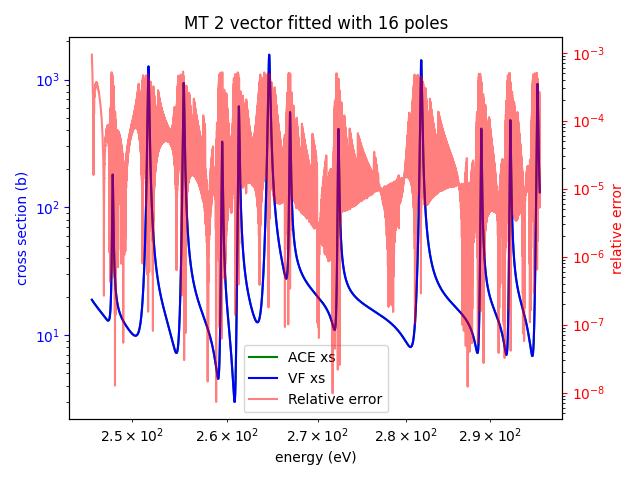 MT 2 vector fitted with 16 poles
cross section (b)
10³
10²
10¹
10⁻³
10⁻⁴
10⁻⁵
10⁻⁶
10⁻⁷
10⁻⁸
relative error
ACE xs
VF xs
Relative error
2.5 × 10² 2.6 × 10² 2.7 × 10² 2.8 × 10² 2.9 × 10²
energy (eV)